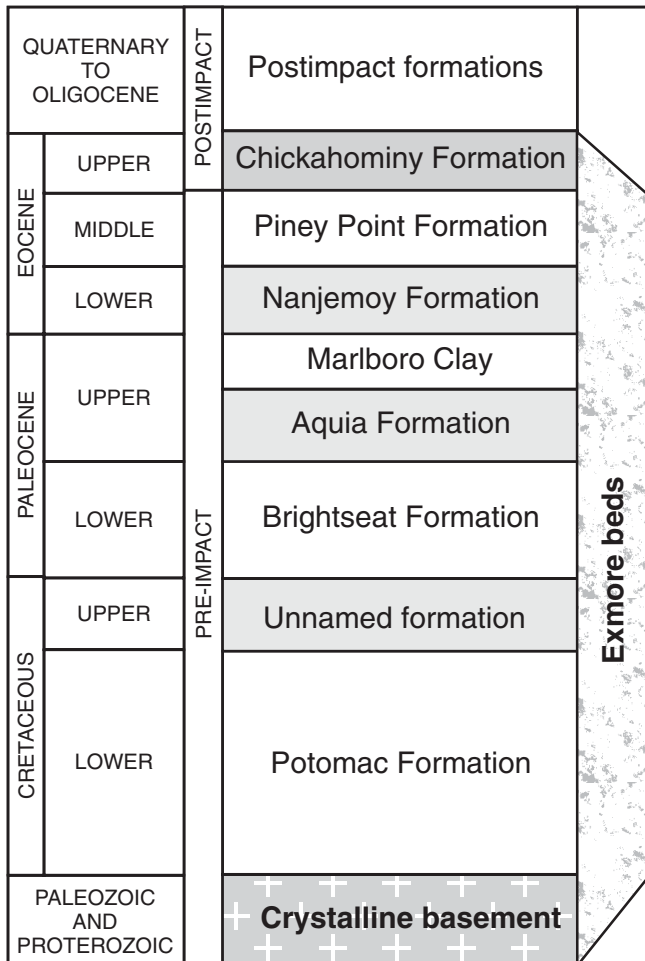 QUATERNARY
TO
OLIGOCENE
POSTIMPACT
Postimpact formations
EOCENE
UPPER
Chickahominy Formation
MIDDLE
Piney Point Formation
LOWER
Nanjemoy Formation
PRE-IMPACT
PALEOCENE
UPPER
Marlboro Clay
Aquia Formation
LOWER
Brightseat Formation
CRETACEOUS
UPPER
Unnamed formation
LOWER
Potomac Formation
PALEOZOIC
AND
PROTEROZOIC
Crystalline basement
Exmore beds